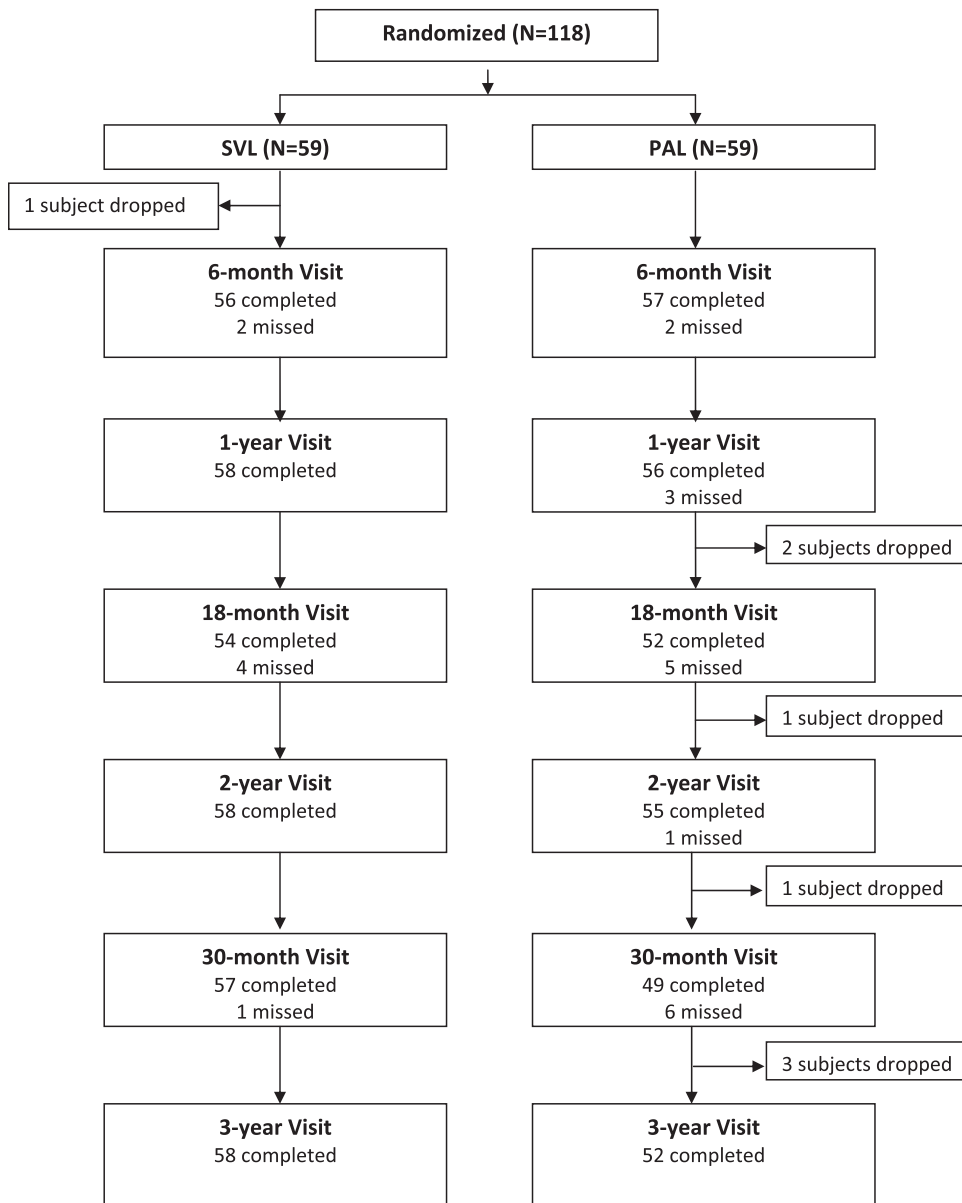 Randomized (N=118)
SVL (N=59)
PAL (N=59)
1 subject dropped
6-month Visit
56 completed
2 missed
6-month Visit
57 completed
2 missed
1-year Visit
58 completed
1-year Visit
56 completed
3 missed
2 subjects dropped
18-month Visit
54 completed
4 missed
18-month Visit
52 completed
5 missed
1 subject dropped
2-year Visit
58 completed
2-year Visit
55 completed
1 missed
1 subject dropped
30-month Visit
57 completed
1 missed
30-month Visit
49 completed
6 missed
3 subjects dropped
3-year Visit
58 completed
3-year Visit
52 completed